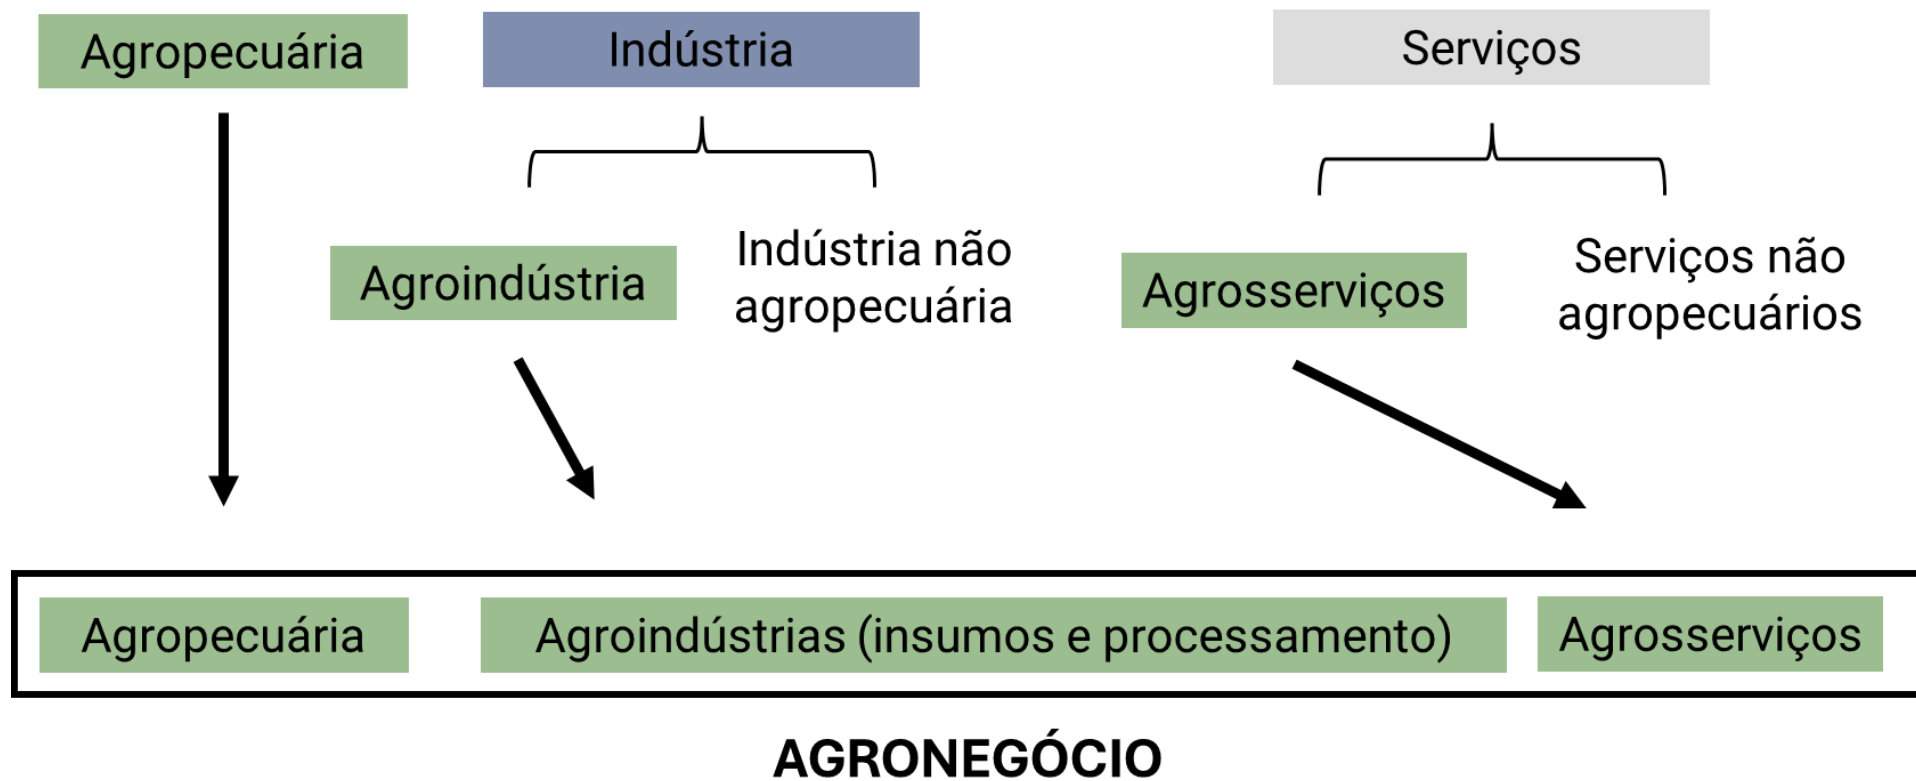 Agropecuária
Indústria
Serviços
Agroindústria
Indústria não
agropecuária
Agrosserviços
Serviços não
agropecuários
Agropecuária
Agroindústrias (insumos e processamento)
Agrosserviços
AGRONEGÓCIO